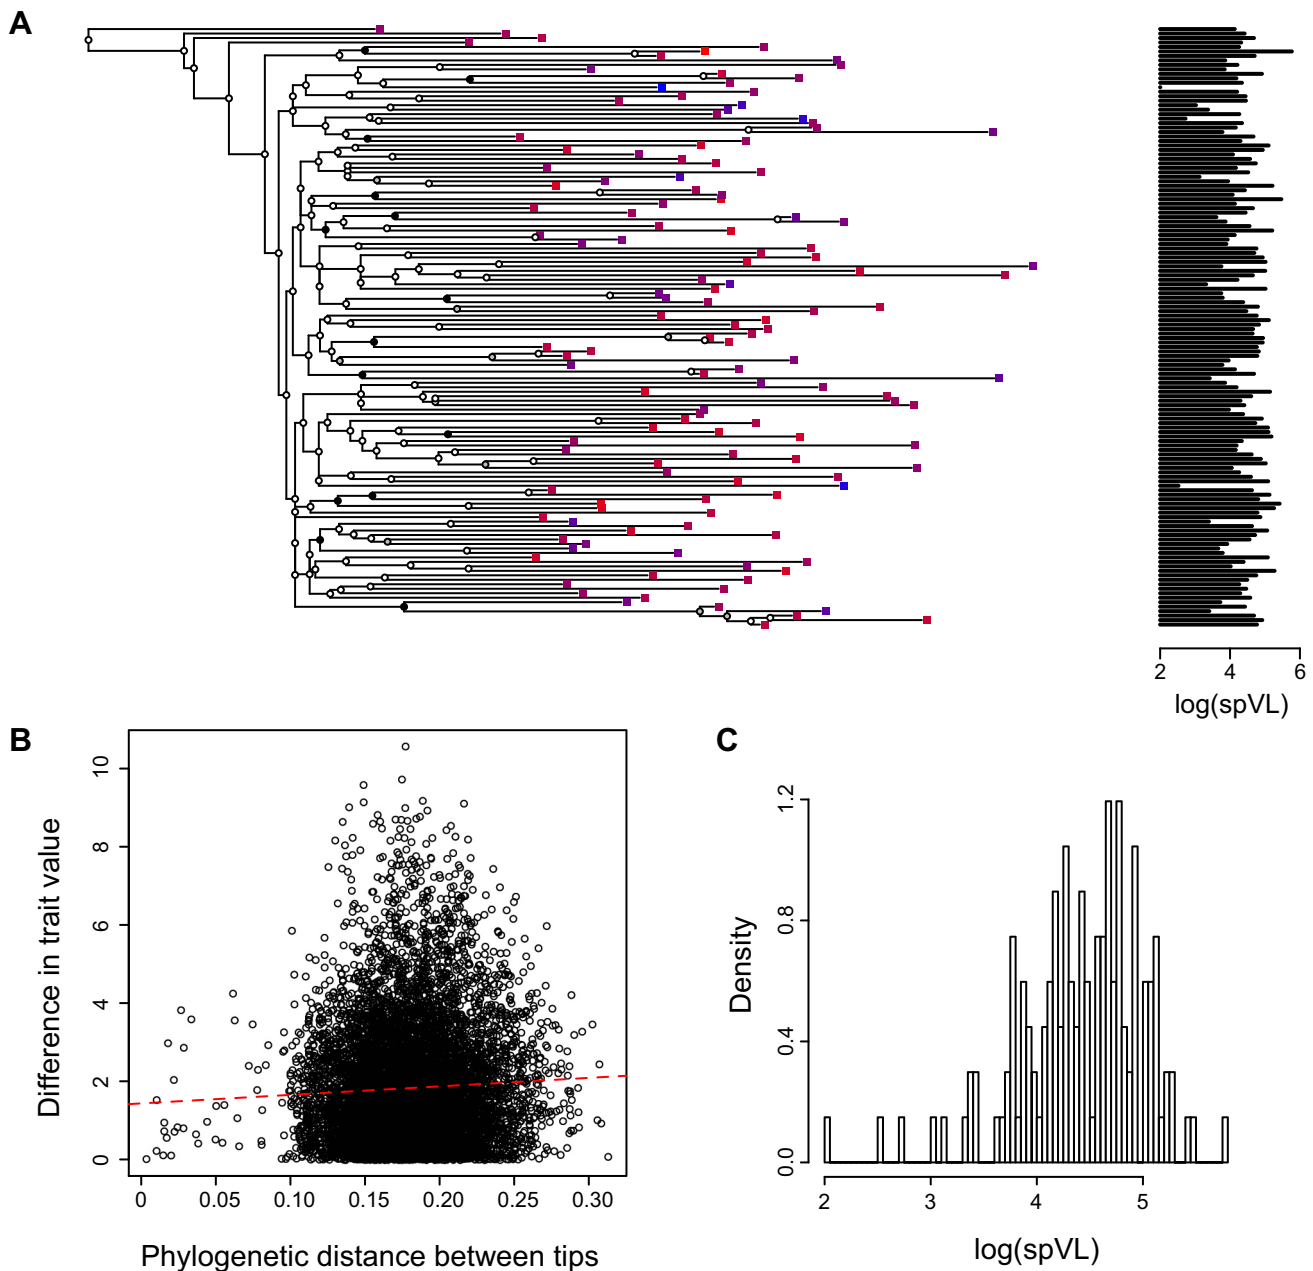 A
2 4 6
log(spVL)
B
Difference in trait value
0 2 4 6 8 10
0 0.05 0.10 0.15 0.20 0.25 0.30
Phylogenetic distance between tips
C
Density
0.0 0.4 0.8 1.2
2 3 4 5
log(spVL)